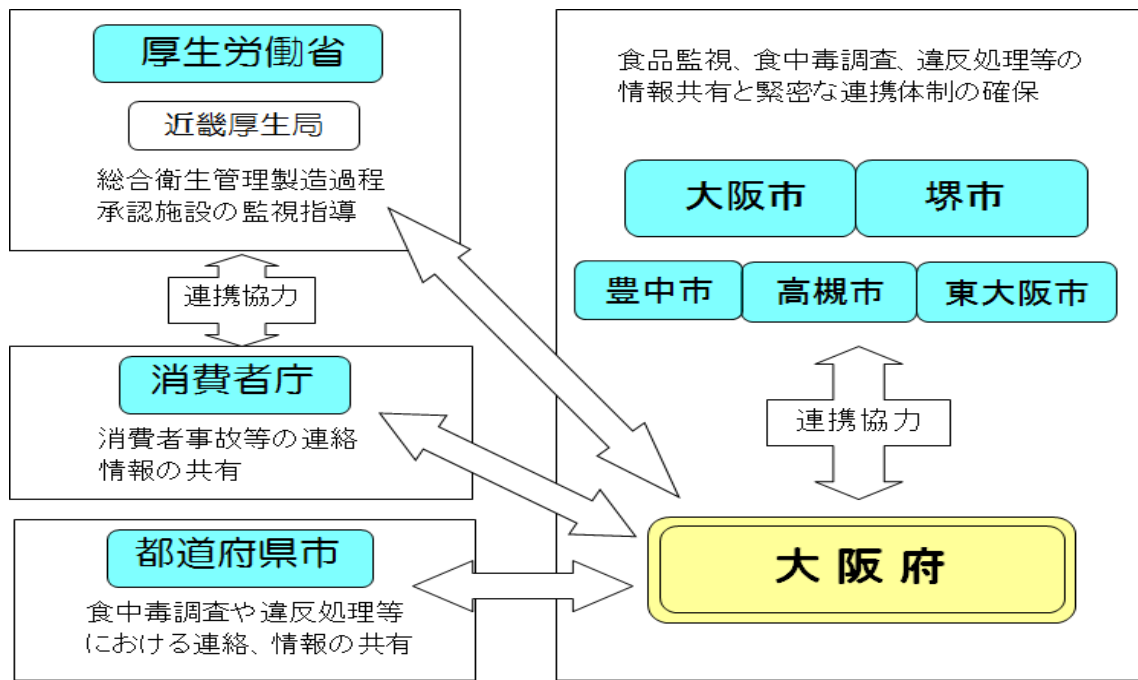 厚生労働省
近畿厚生局
総合衛生管理製造過程
承認施設の監視指導
連携協力
消費者庁
消費者事故等の連絡
情報の共有
都道府県市
食中毒調査や違反処理等
における連絡、情報の共有
食品監視、食中毒調査、違反処理等の
情報共有と緊密な連携体制の確保
大阪市
堺市
豊中市
高槻市
東大阪市
連携協力
大阪府